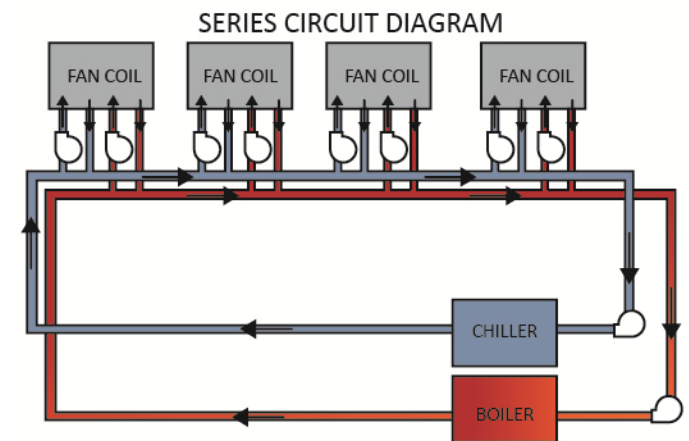 SERIES CIRCUIT DIAGRAM
FAN COIL
FAN COIL
FAN COIL
FAN COIL
CHILLER
BOILER